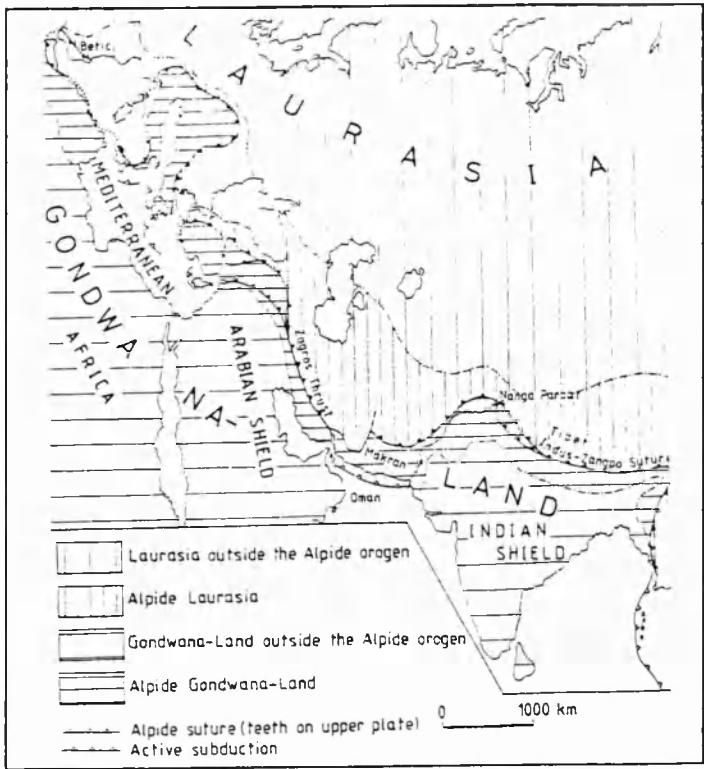 Betic
LAURASIA
MEDITERRANEAN
GONDWANA-LAND
AFRICA
ARABIAN SHIELD
Zagros Thrust
Nanga Parbat
Tibet
Indus-Zangpo Suture
Makran
Oman
INDIAN
SHIELD
Laurasia outside the Alpide orogen
Alpide Laurasia
Gondwana-Land outside the Alpide orogen
Alpide Gondwana-Land
0 1000 km
Alpide suture (teeth on upper plate)
Active subduction